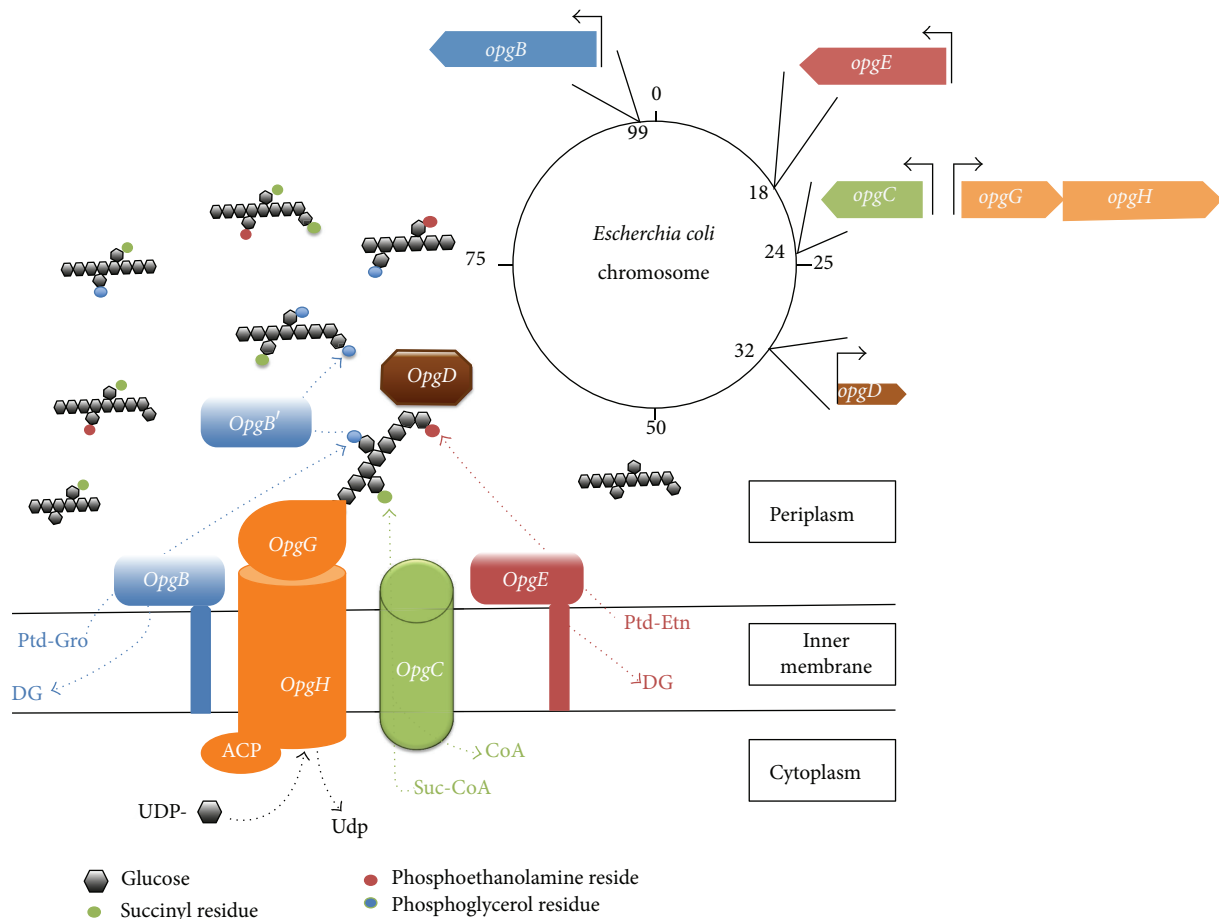 opgB
opgE
0
99
18
opgC
opgG
opgH
Escherchia coli
chromosome
75
24
25
32
opgD
50
OpgD
OpgB′
Periplasm
OpgG
OpgB
OpgE
Ptd-Gro
Ptd-Etn
Inner
membrane
OpgC
OpgH
DG
DG
ACP
CoA
Cytoplasm
Suc-CoA
UDP-
Udp
Glucose
Phosphoethanolamine reside
Succinyl residue
Phosphoglycerol residue